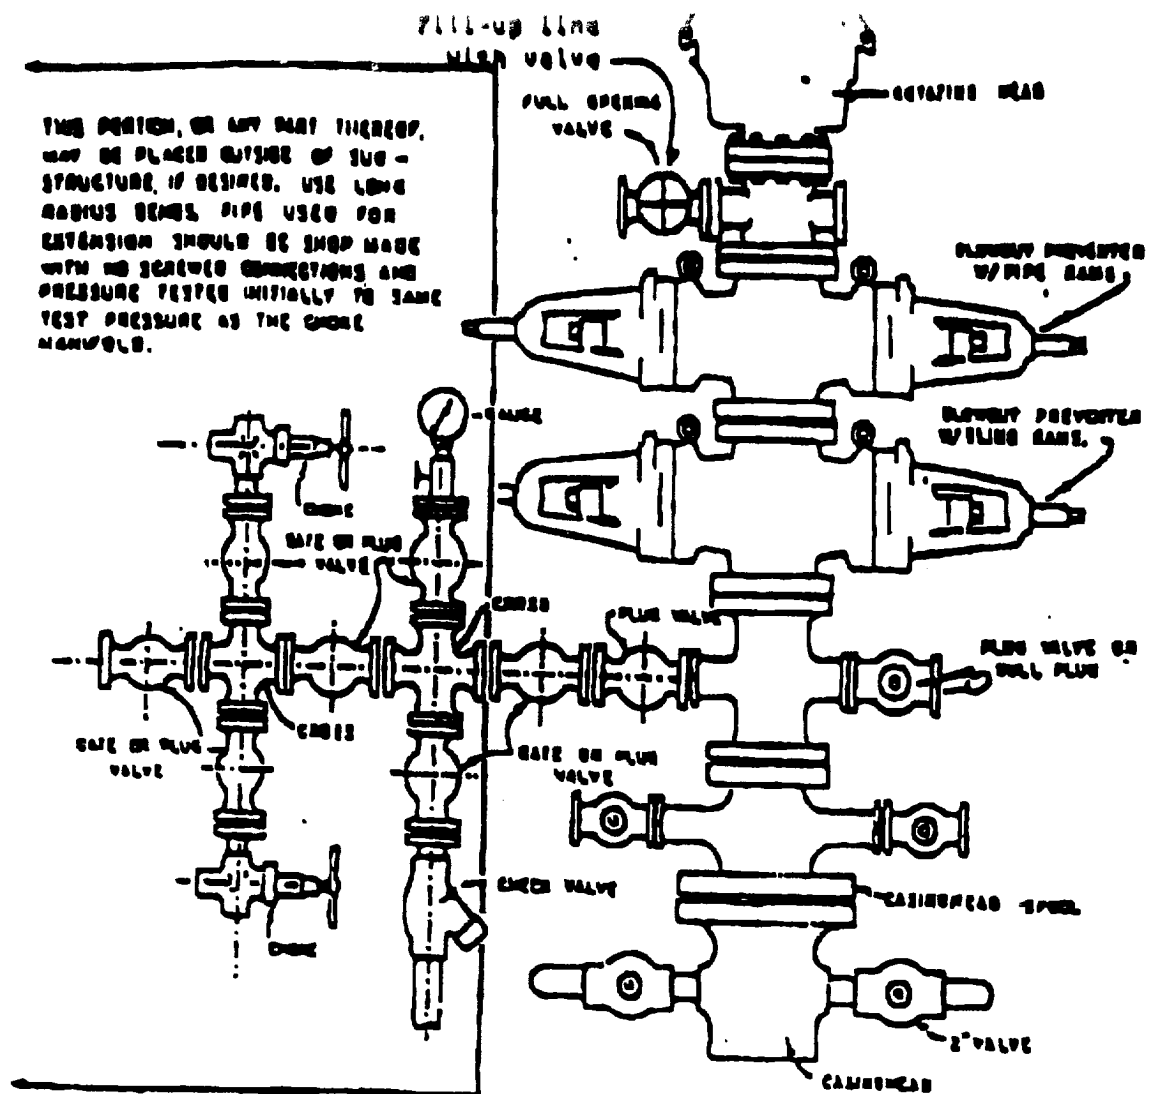 Fill-up line
with valve
FULL OPENING
VALVE
ROTATING HEAD
THIS PORTION, OR ANY PART THEREOF,
MAY BE PLACED OUTSIDE OF SUB-
STRUCTURE, IF DESIRED. USE LONG
RADIUS BENDS. PIPE USED FOR
EXTENSION SHOULD BE SHOP MADE
WITH NO SCREWED CONNECTIONS AND
PRESSURE TESTED INITIALLY TO SAME
TEST PRESSURE AS THE CHOKE
MANIFOLD.
BLOWOUT PREVENTER
W/PIPE RAMS.
GAUGE
BLOWOUT PREVENTER
W/BLIND RAMS.
CHOKE
GATE OR PLUG
VALVE
CROSS
PLUG VALVE
PLUG VALVE OR
BULL PLUG
CROSS
GATE OR PLUG
VALVE
GATE OR PLUG
VALVE
CHECK VALVE
CASINGHEAD SPOOL
CHOKE
2" VALVE
CASINGHEAD